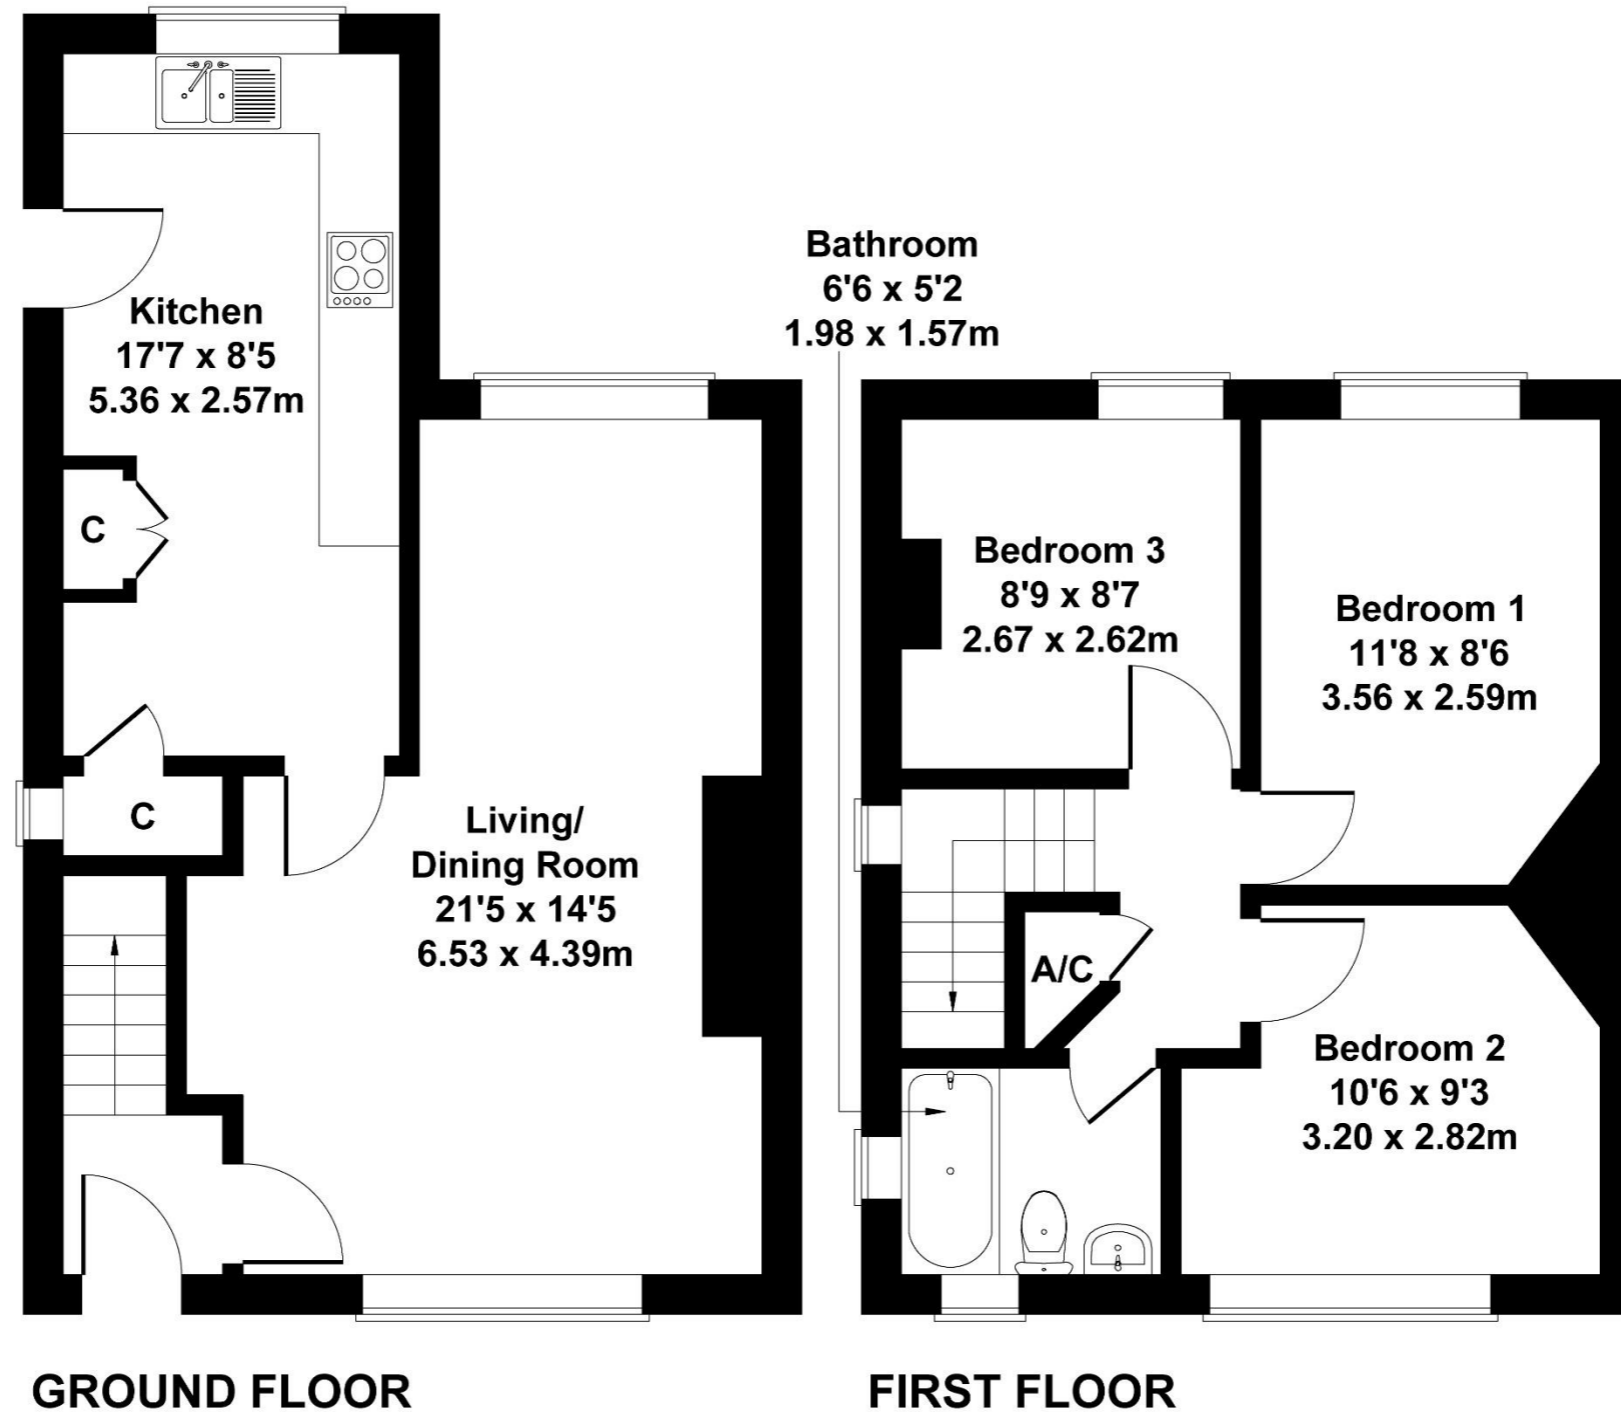 Kitchen
17'7 x 8'5
5.36 x 2.57m
C
C
Living/
Dining Room
21'5 x 14'5
6.53 x 4.39m
GROUND FLOOR
Bathroom
6'6 x 5'2
1.98 x 1.57m
Bedroom 3
8'9 x 8'7
2.67 x 2.62m
Bedroom 1
11'8 x 8'6
3.56 x 2.59m
A/C
Bedroom 2
10'6 x 9'3
3.20 x 2.82m
FIRST FLOOR